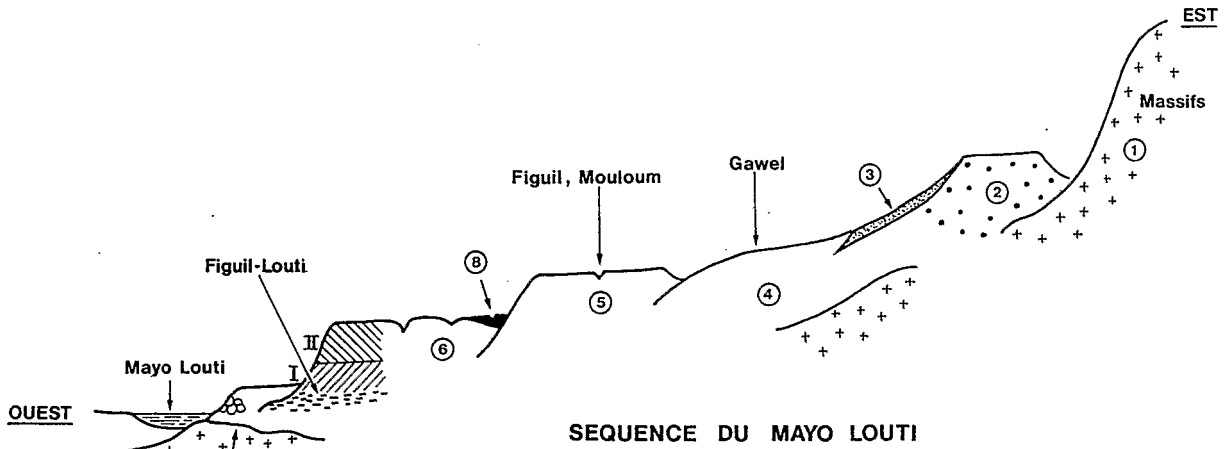 EST
Massifs
①
Gawel
③
②
Figuil, Mouloum
Figuil-Louti
⑧
⑤
④
II
⑥
Mayo Louti
I
OUEST
SEQUENCE DU MAYO LOUTI